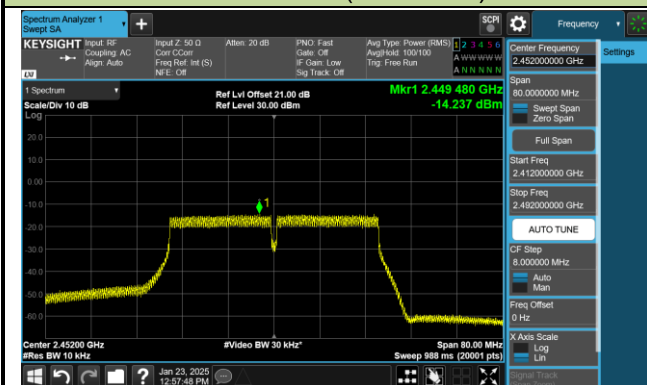 Spectrum Analyzer 1
Swept SA
SCPI
Frequency
KEYSIGHT
Input: RF
Coupling: AC
Align: Auto
Input Z: 50 Ω
Corr CCorr
Freq Ref: Int (S)
NFE: Off
Atten: 20 dB
PNO: Fast
Gate: Off
IF Gain: Low
Sig Track: Off
Avg Type: Power (RMS)
Avg|Hold: 100/100
Trig: Free Run
1 2 3 4 5 6
A W W W W W
A N N N N N
LXI
1 Spectrum
Scale/Div 10 dB
Log
Ref Lvl Offset 21.00 dB
Ref Level 30.00 dBm
Mkr1 2.449 480 GHz
-14.237 dBm
20.0
10.0
0.00
-10.0
-20.0
-30.0
-40.0
-50.0
-60.0
1
Center 2.45200 GHz
#Res BW 10 kHz
#Video BW 30 kHz*
Span 80.00 MHz
Sweep 988 ms (20001 pts)
Jan 23, 2025
12:57:48 PM
Center Frequency
2.452000000 GHz
Settings
Span
80.0000000 MHz
Swept Span
Zero Span
Full Span
Start Freq
2.412000000 GHz
Stop Freq
2.492000000 GHz
AUTO TUNE
CF Step
8.000000 MHz
Auto
Man
Freq Offset
0 Hz
X Axis Scale
Log
Lin
Signal Track